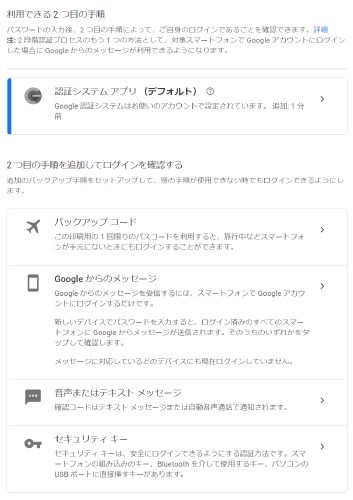 利用できる 2 つ目の手順
パスワードの入力後、2 つ目の手順によって、ご自身のログインであることを確認できます。詳細
注: 2 段階認証プロセスのもう 1 つの方法として、対象スマートフォンで Google アカウントにログイン
した場合に Google からのメッセージが利用できるようになります。
認証システム アプリ （デフォルト）
Google 認証システムはお使いのアカウントで設定されています。 追加: 1 分
前
2 つ目の手順を追加してログインを確認する
追加のバックアップ手順をセットアップして、別の手順が使用できない時でもログインできるようにし
ます。
バックアップ コード
この印刷用の 1 回限りのパスコードを利用すると、旅行中などスマートフォ
ンが手元にないときにもログインすることができます。
Google からのメッセージ
Google からのメッセージを受信するには、スマートフォンで Google アカウ
ントにログインするだけです。
新しいデバイスでパスワードを入力すると、ログイン済みのすべてのスマー
トフォンに Google からメッセージが送信されます。そのうちのいずれかをタ
ップして確認します。
メッセージに対応しているどのデバイスにも現在ログインしていません。
音声またはテキスト メッセージ
確認コードはテキスト メッセージまたは自動音声通話で通知されます。
セキュリティ キー
セキュリティ キーは、安全にログインできるようにする認証方法です。スマ
ートフォンの組み込みのキー、Bluetooth を介して使用するキー、パソコンの
USB ポートに直接挿すキーがあります。